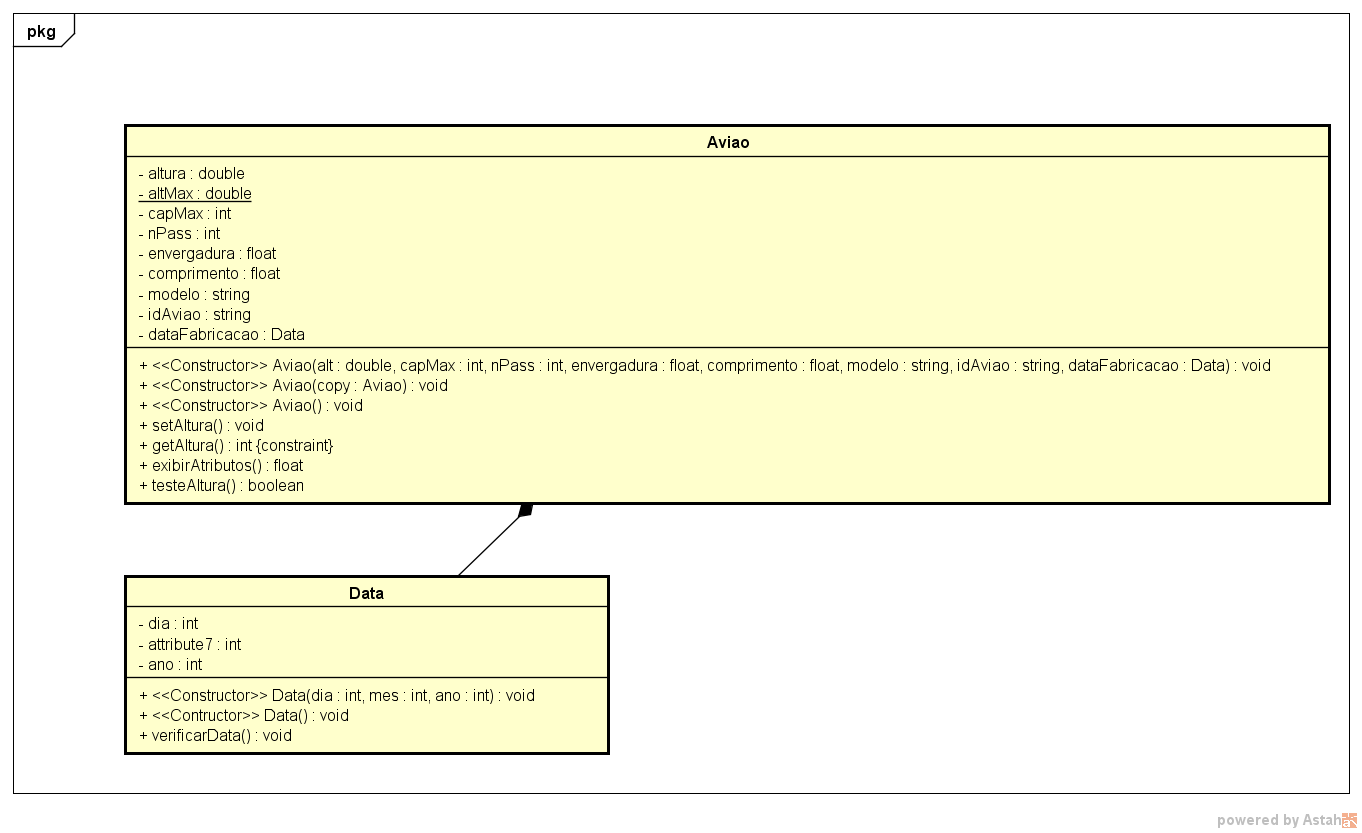 pkg
Aviao
- altura : double
- altMax : double
- capMax : int
- nPass : int
- envergadura : float
- comprimento : float
- modelo : string
- idAviao : string
- dataFabricacao : Data
+ <<Constructor>> Aviao(alt : double, capMax : int, nPass : int, envergadura : float, comprimento : float, modelo : string, idAviao : string, dataFabricacao : Data) : void
+ <<Constructor>> Aviao(copy : Aviao) : void
+ <<Constructor>> Aviao() : void
+ setAltura() : void
+ getAltura() : int {constraint}
+ exibirAtributos() : float
+ testeAltura() : boolean
Data
- dia : int
- attribute7 : int
- ano : int
+ <<Constructor>> Data(dia : int, mes : int, ano : int) : void
+ <<Contructor>> Data() : void
+ verificarData() : void
powered by Astah